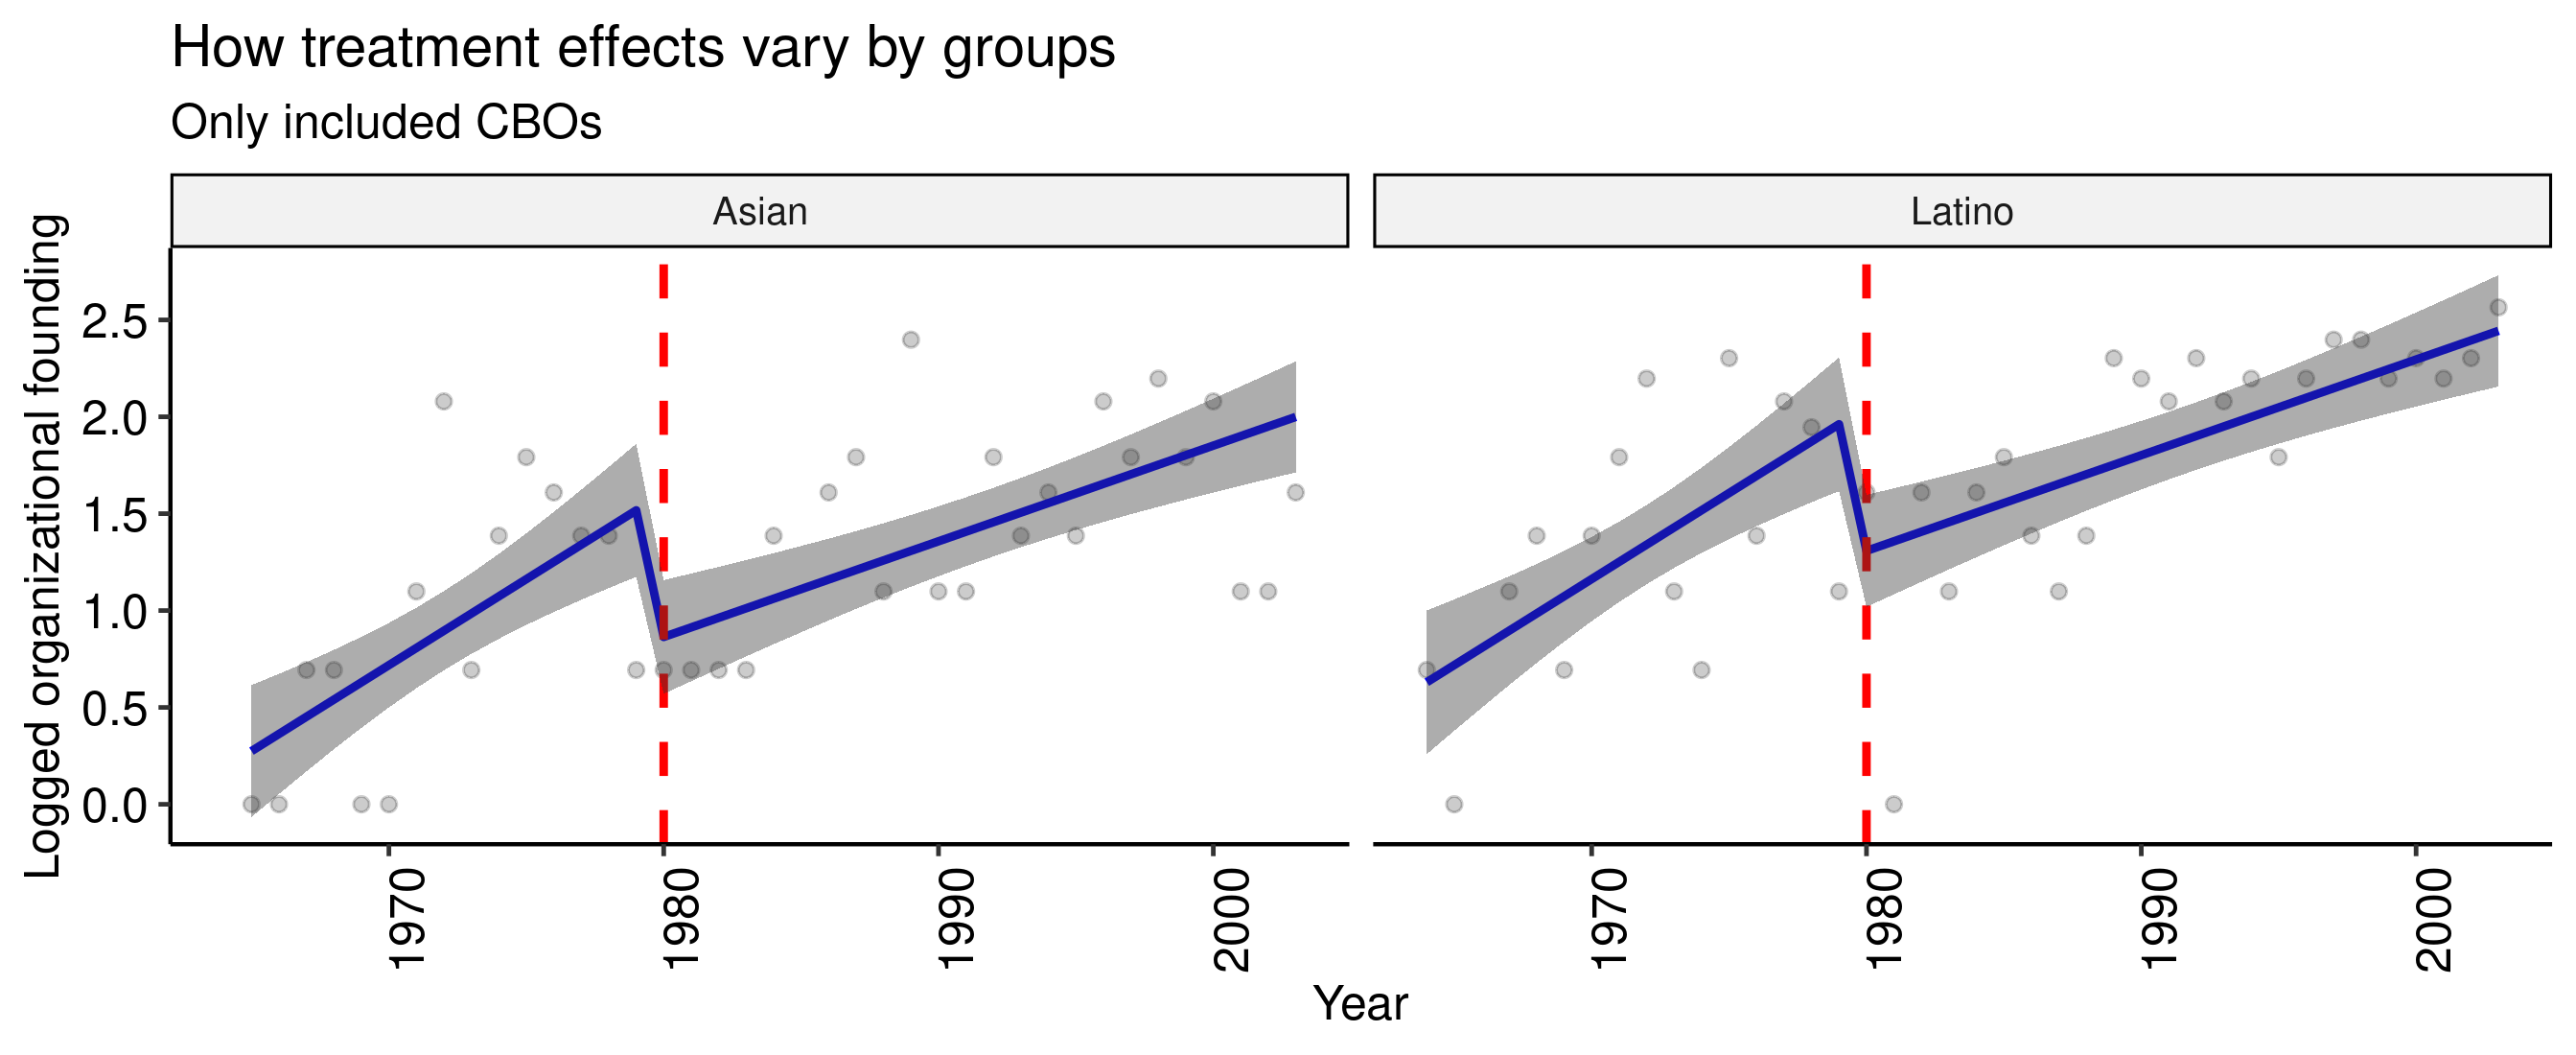 How treatment effects vary by groups
Only included CBOs
Asian
Latino
Logged organizational founding
2.5
2.0
1.5
1.0
0.5
0.0
1970
1980
1990
2000
1970
1980
1990
2000
Year